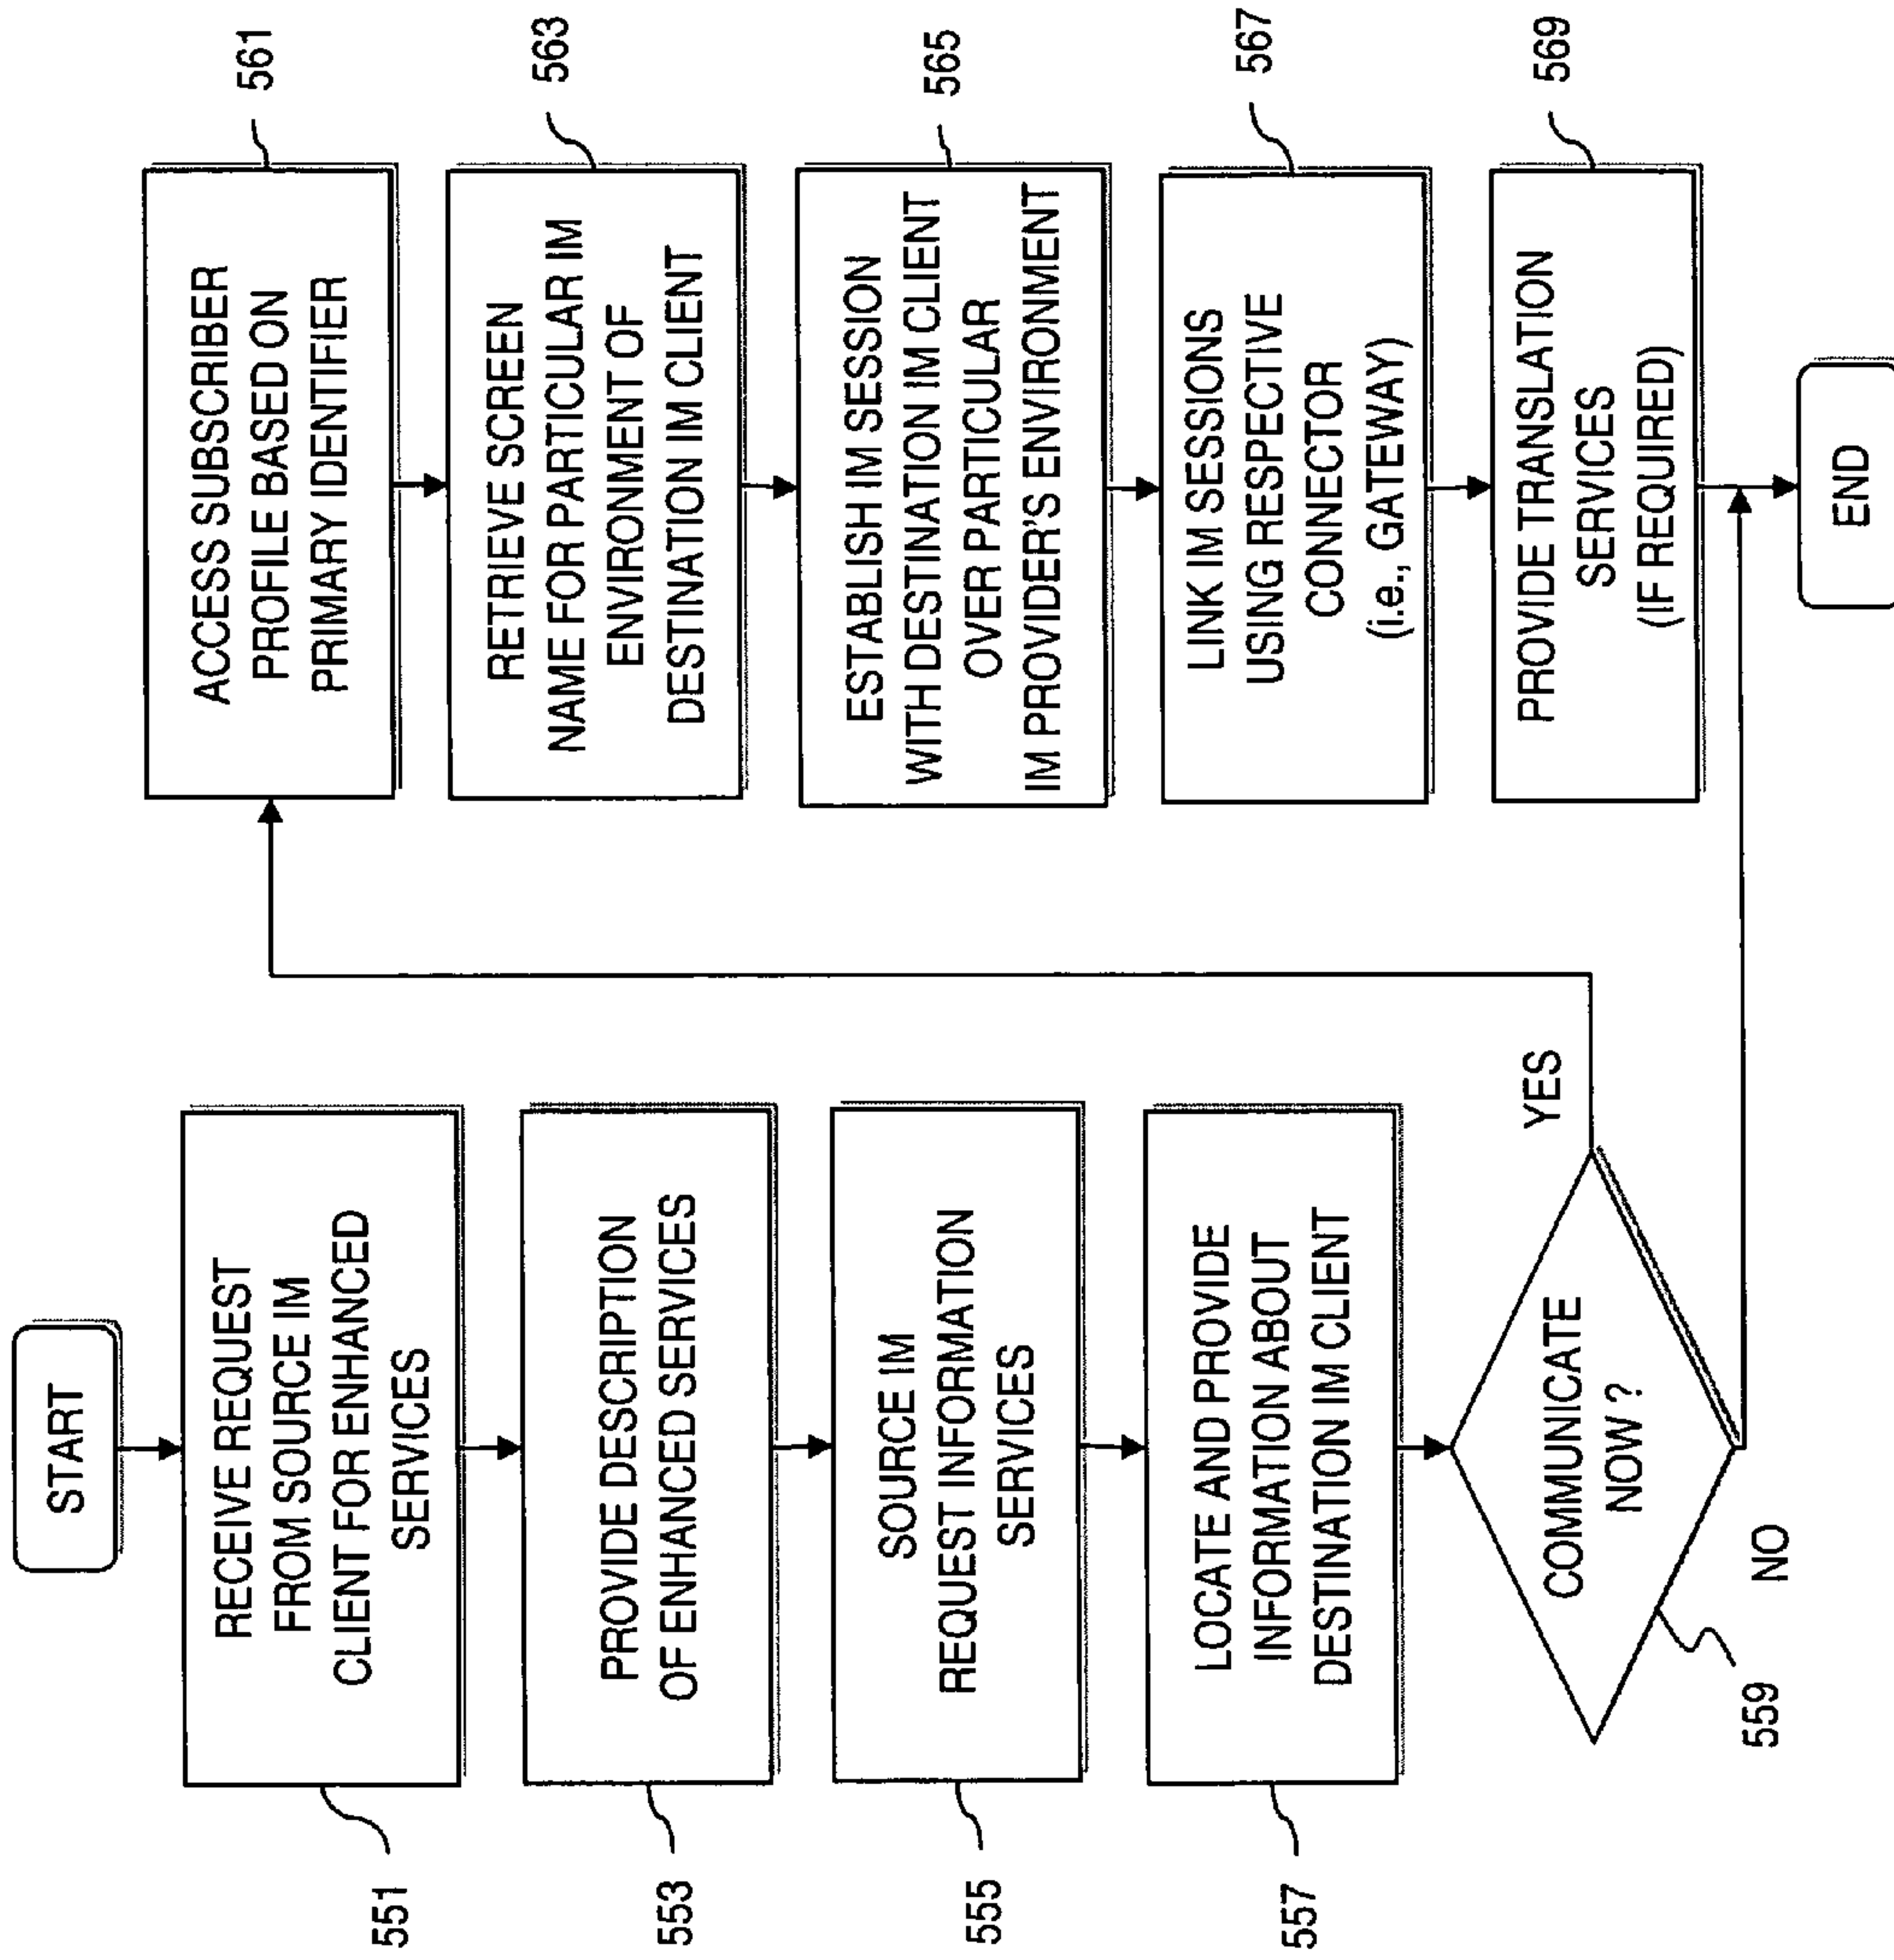 START
RECEIVE REQUEST
FROM SOURCE IM
CLIENT FOR ENHANCED
SERVICES
551
PROVIDE DESCRIPTION
OF ENHANCED SERVICES
553
SOURCE IM
REQUEST INFORMATION
SERVICES
555
LOCATE AND PROVIDE
INFORMATION ABOUT
DESTINATION IM CLIENT
557
COMMUNICATE
NOW ?
559
YES
NO
ACCESS SUBSCRIBER
PROFILE BASED ON
PRIMARY IDENTIFIER
561
RETRIEVE SCREEN
NAME FOR PARTICULAR IM
ENVIRONMENT OF
DESTINATION IM CLIENT
563
ESTABLISH IM SESSION
WITH DESTINATION IM CLIENT
OVER PARTICULAR
IM PROVIDER'S ENVIRONMENT
565
LINK IM SESSIONS
USING RESPECTIVE
CONNECTOR
(i.e., GATEWAY)
567
PROVIDE TRANSLATION
SERVICES
(IF REQUIRED)
569
END